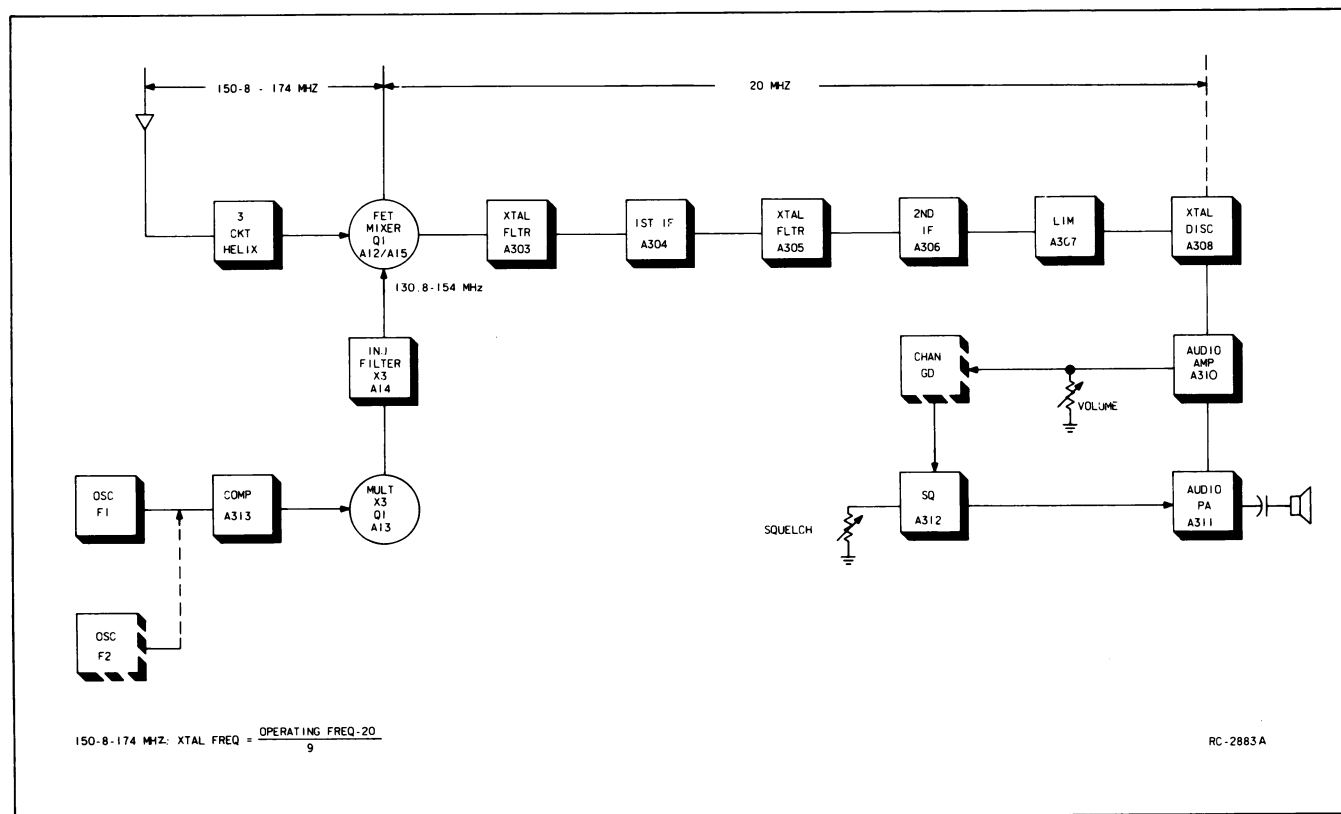 150-8 - 174 MHZ
20 MHZ
3
CKT
HELIX
FET
MIXER
Q1
A12/A15
XTAL
FLTR
A303
1ST IF
A304
XTAL
FLTR
A305
2ND
IF
A306
LIM
A307
XTAL
DISC
A308
130.8-154 MHz
INJ
FILTER
X3
A14
CHAN
GD
AUDIO
AMP
A310
VOLUME
OSC
F1
COMP
A313
MULT
X3
Q1
A13
SQ
A312
AUDIO
PA
A311
SQUELCH
OSC
F2
150-8-174 MHZ: XTAL FREQ = OPERATING FREQ-20
9
RC-2883A